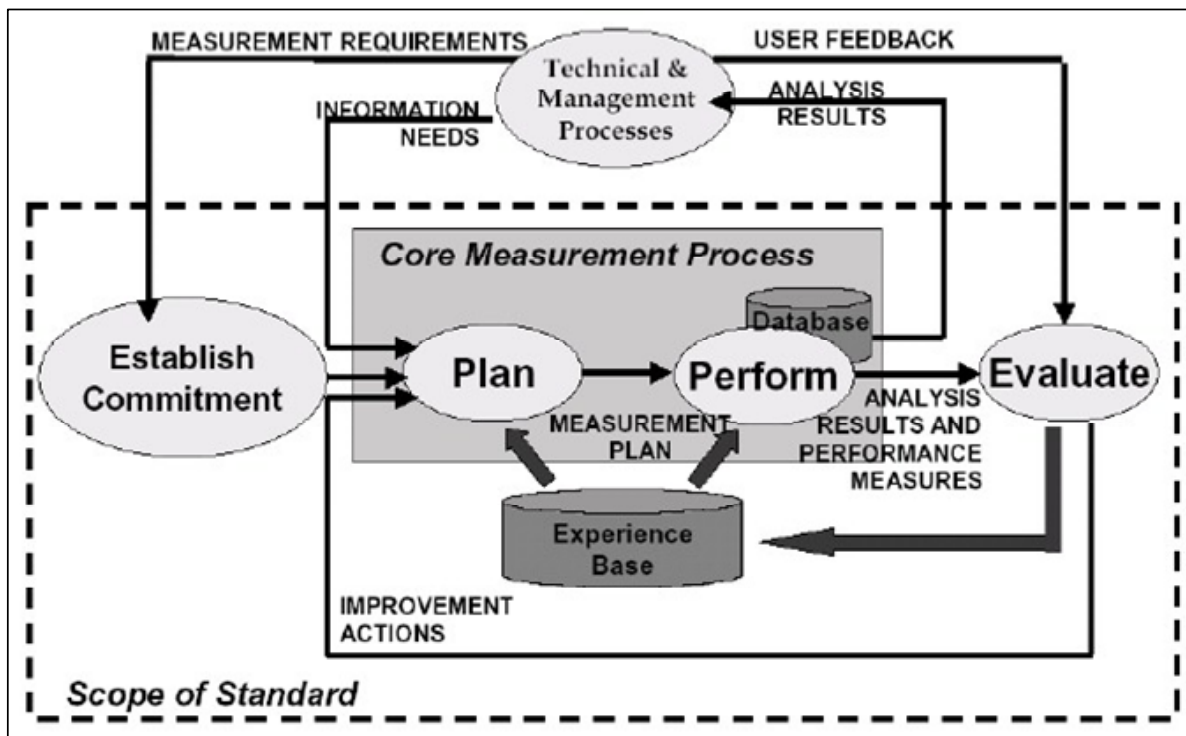 MEASUREMENT REQUIREMENTS
USER FEEDBACK
Technical &
Management
Processes
INFORMATION
NEEDS
ANALYSIS
RESULTS
Core Measurement Process
Database
Establish
Commitment
Plan
Perform
Evaluate
MEASUREMENT
PLAN
ANALYSIS
RESULTS AND
PERFORMANCE
MEASURES
Experience
Base
IMPROVEMENT
ACTIONS
Scope of Standard